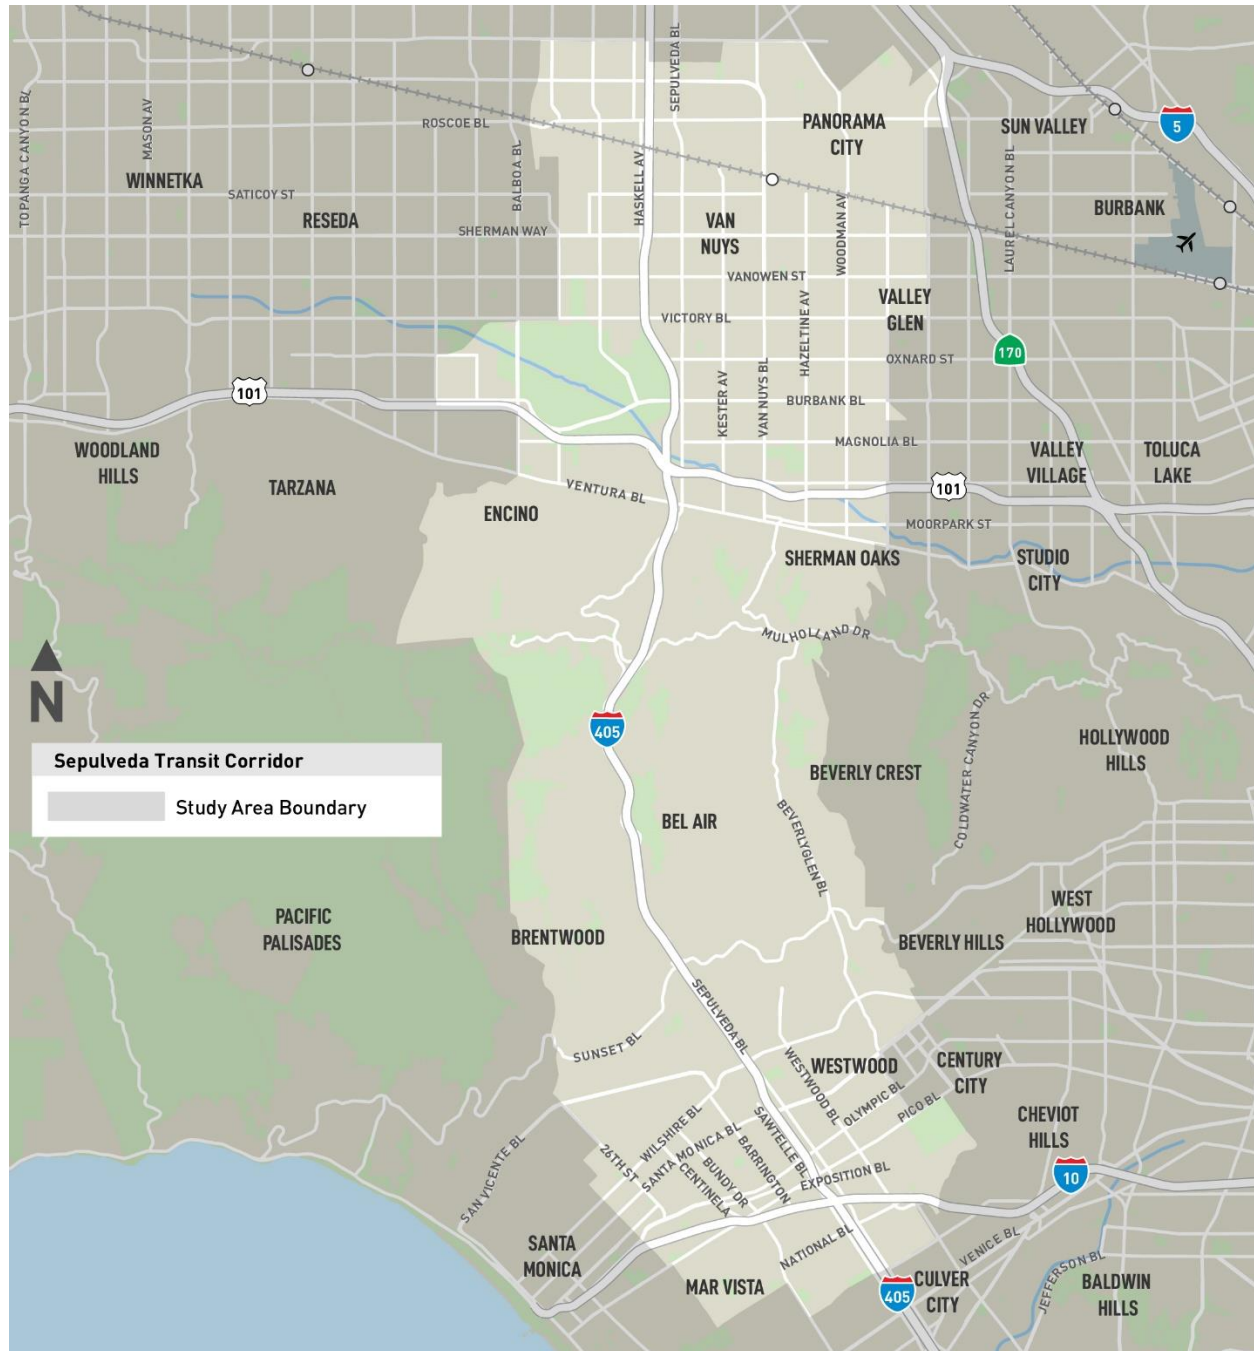 SEPULVEDA BL
TOPANGA CANYON BL
MASON AV
ROSCOE BL
BALBOA BL
HASKELL AV
PANORAMA
CITY
SUN VALLEY
5
WINNETKA
SATICOY ST
RESEDA
SHERMAN WAY
VAN
NUYS
WOODMAN AV
LAUREL CANYON BL
BURBANK
VANOWEN ST
VICTORY BL
HAZELTINE AV
VALLEY
GLEN
OXNARD ST
170
101
KESTER AV
VAN NUYS BL
BURBANK BL
MAGNOLIA BL
WOODLAND
HILLS
TARZANA
VENTURA BL
ENCINO
VALLEY
VILLAGE
TOLUCA
LAKE
101
MOORPARK ST
SHERMAN OAKS
STUDIO
CITY
MULHOLLAND DR
N
405
COLDWATER CANYON DR
HOLLYWOOD
HILLS
Sepulveda Transit Corridor
Study Area Boundary
BEVERLY CREST
BEL AIR
BEVERLYGLEN BL
PACIFIC
PALISADES
BRENTWOOD
BEVERLY HILLS
WEST
HOLLYWOOD
SEPULVEDA BL
SUNSET BL
WESTWOOD
WESTWOOD BL
CENTURY
CITY
OLYMPIC BL
PICO BL
CHEVIOT
HILLS
SAN VICENTE BL
WILSHIRE BL
SANTA MONICA BL
26TH ST
CENTINELA
BUNDY DR
BARRINGTON
SAWTELLE BL
EXPOSITION BL
10
SANTA
MONICA
NATIONAL BL
MAR VISTA
405
CULVER
CITY
VENICE BL
JEFFERSON BL
BALDWIN
HILLS